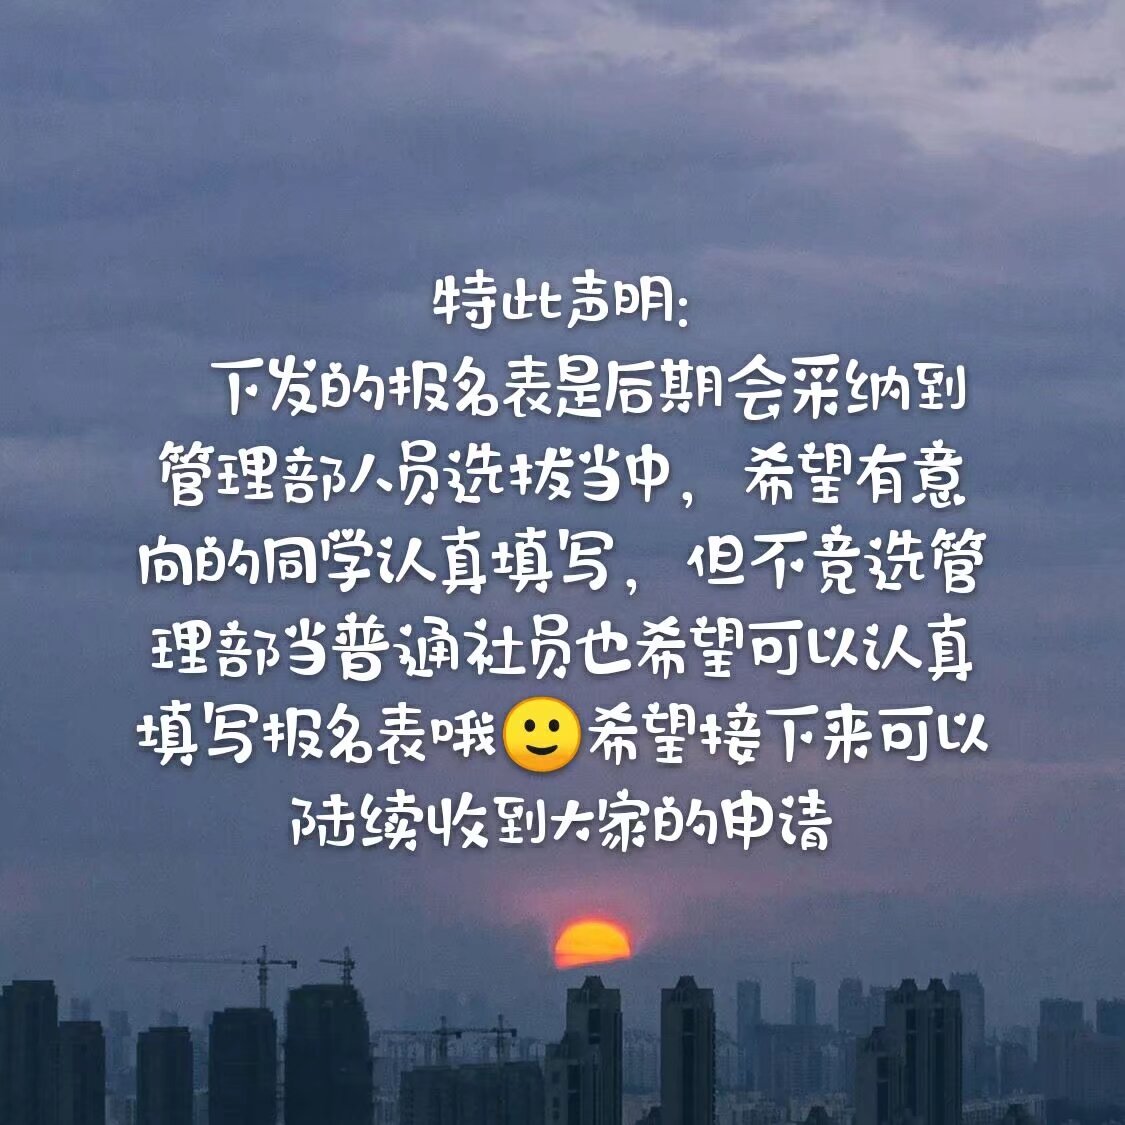 特此声明：
下发的报名表是后期会采纳到
管理部人员选拔当中，希望有意
向的同学认真填写，但不竞选管
理部当普通社员也希望可以认真
填写报名表哦🙂希望接下来可以
陆续收到大家的申请